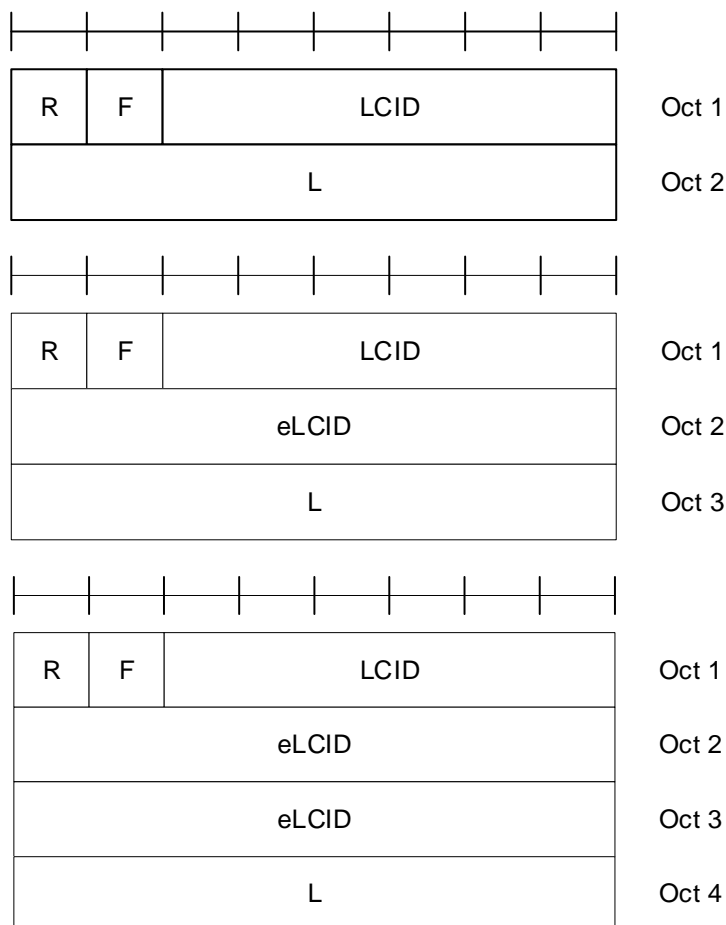 R F LCID Oct 1
L Oct 2
R F LCID Oct 1
eLCID Oct 2
L Oct 3
R F LCID Oct 1
eLCID Oct 2
eLCID Oct 3
L Oct 4